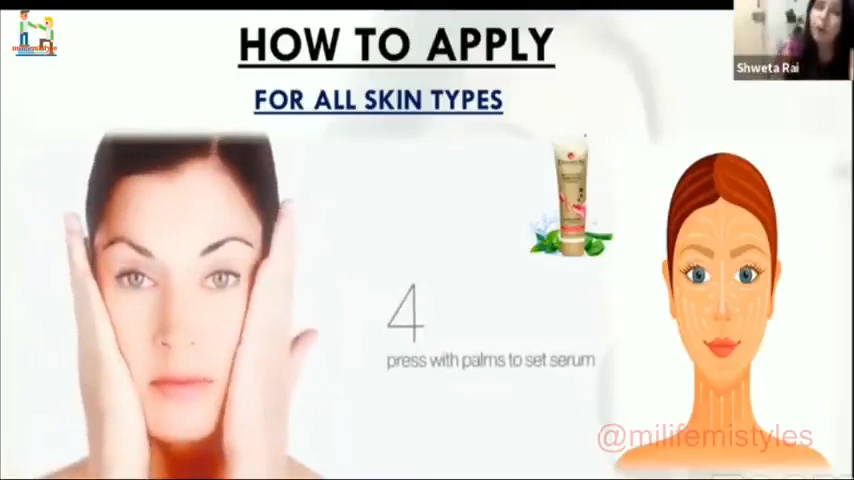 HOW TO APPLY
Shweta Rai
FOR ALL SKIN TYPES
4
press with palms to set serum
@milifemistyles